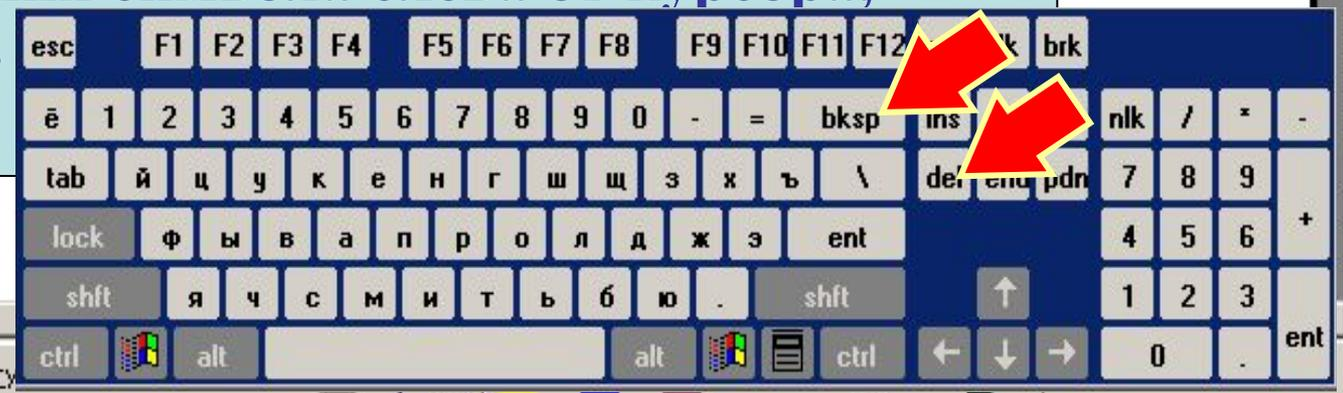 esc F1 F2 F3 F4 F5 F6 F7 F8 F9 F10 F11 F12 brk
ē 1 2 3 4 5 6 7 8 9 0 - = bksp ins nlk / * -
tab й ц у к е н г ш щ з х ъ \ del end pdn 7 8 9 +
lock ф ы в а п р о л д ж э ent 4 5 6
shft я ч с м и т ь б ю . shft ↑ 1 2 3 ent
ctrl alt alt ctrl ← ↓ → 0 .